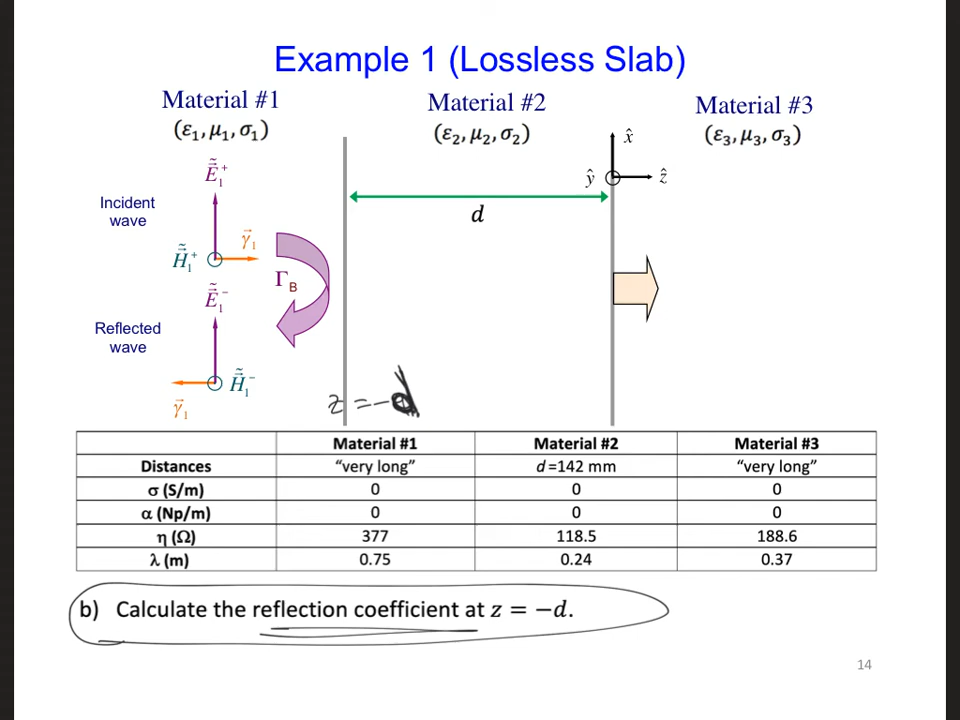 Example 1 (Lossless Slab)
Material #1 Material #2 Material #3
(ε₁, μ₁, σ₁) (ε₂, μ₂, σ₂) (ε₃, μ₃, σ₃)
x̂
ŷ ẑ
d
Incident
wave
Ẽ₁⁺
γ⃗₁
H̃₁⁺
Γ_B
Ẽ₁⁻
Reflected
wave
H̃₁⁻
γ⃗₁
z = -d
Material #1 Material #2 Material #3
Distances "very long" d =142 mm "very long"
σ (S/m) 0 0 0
α (Np/m) 0 0 0
η (Ω) 377 118.5 188.6
λ (m) 0.75 0.24 0.37
b) Calculate the reflection coefficient at z = −d.
14